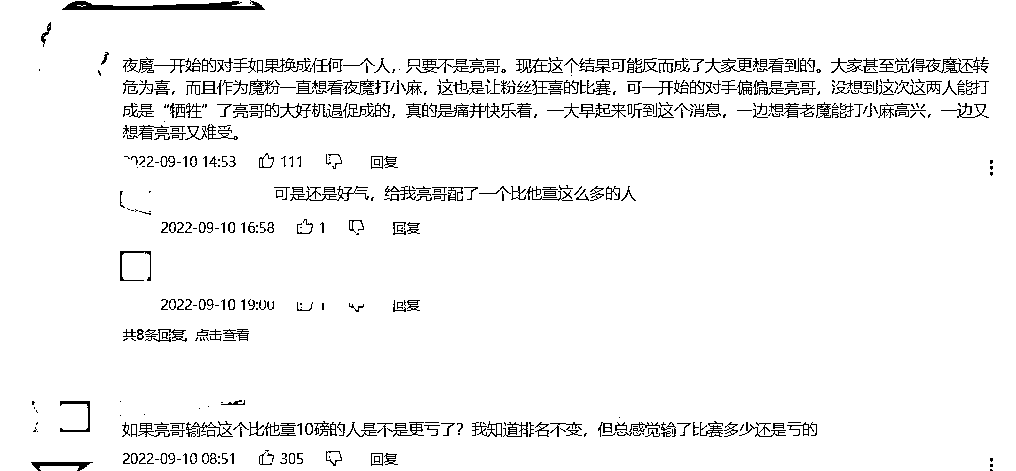 夜魔一开始的对手如果换成任何一个人，只要不是亮哥。现在这个结果可能反而成了大家更想看到的。大家甚至觉得夜魔还转
危为喜，而且作为魔粉一直想看夜魔打小麻，这也是让粉丝狂喜的比赛，可一开始的对手偏偏是亮哥，没想到这次这两人能打
成是“牺牲”了亮哥的大好机遇促成的，真的是痛并快乐着，一大早起来听到这个消息，一边想着老魔能打小麻高兴，一边又
想着亮哥又难受。
2022-09-10 14:53 111 回复
可是还是好气，给我亮哥配了一个比他重这么多的人
2022-09-10 16:58 1 回复
2022-09-10 19:00 1 回复
共8条回复，点击查看
如果亮哥输给这个比他重10磅的人是不是更亏了？我知道排名不变，但总感觉输了比赛多少还是亏的
2022-09-10 08:51 305 回复